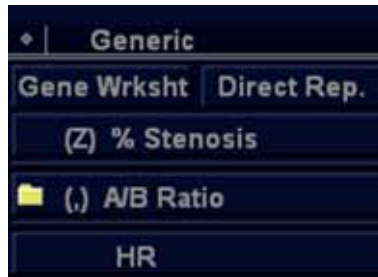 Generic
Gene Wrksht Direct Rep.
(Z) % Stenosis
(,) A/B Ratio
HR